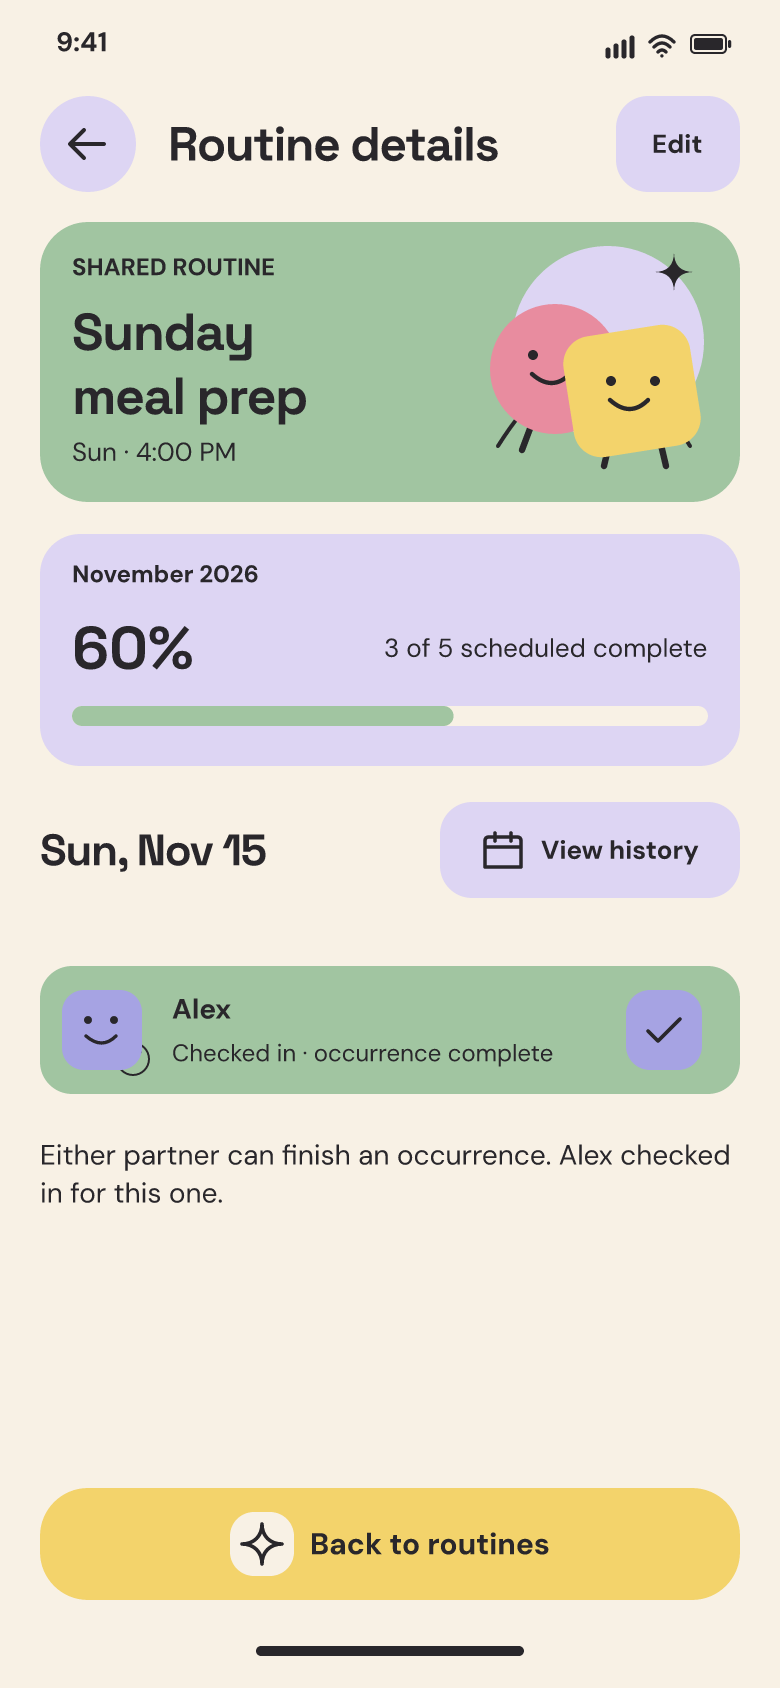 9:41
Routine details
Edit
SHARED ROUTINE
Sunday
meal prep
Sun · 4:00 PM
November 2026
60%
3 of 5 scheduled complete
Sun, Nov 15
View history
Alex
Checked in · occurrence complete
Either partner can finish an occurrence. Alex checked
in for this one.
Back to routines